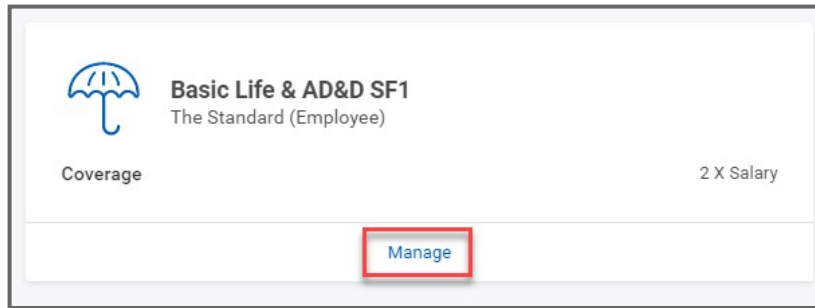 Basic Life & AD&D SF1
The Standard (Employee)
Coverage 2 X Salary
Manage